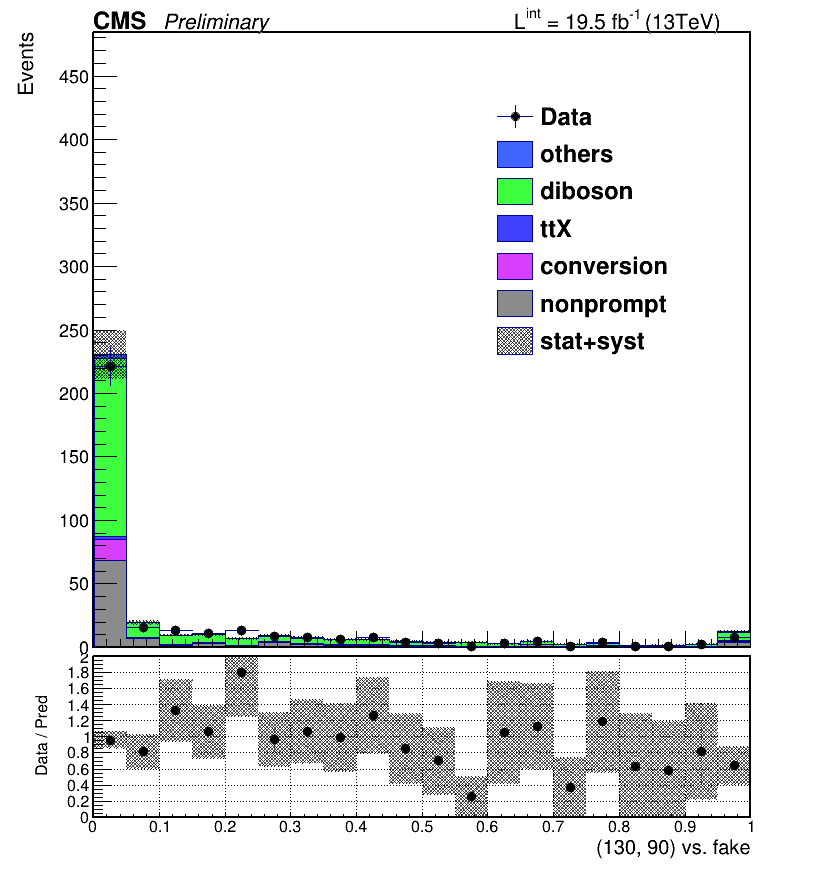 CMS Preliminary L^int = 19.5 fb^-1 (13TeV)
Events
450
400
350
300
250
200
150
100
50
0
Data
others
diboson
ttX
conversion
nonprompt
stat+syst
Data / Pred
2
1.8
1.6
1.4
1.2
1
0.8
0.6
0.4
0.2
0
0 0.1 0.2 0.3 0.4 0.5 0.6 0.7 0.8 0.9 1
(130, 90) vs. fake